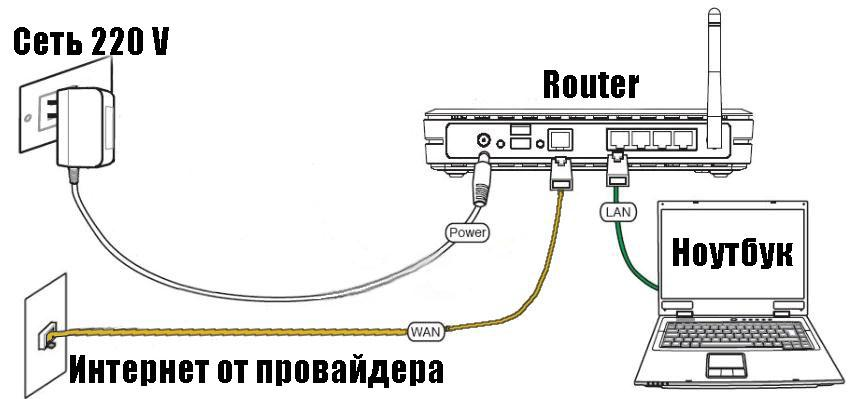 Сеть 220 V
Router
Power
LAN
Ноутбук
WAN
Интернет от провайдера